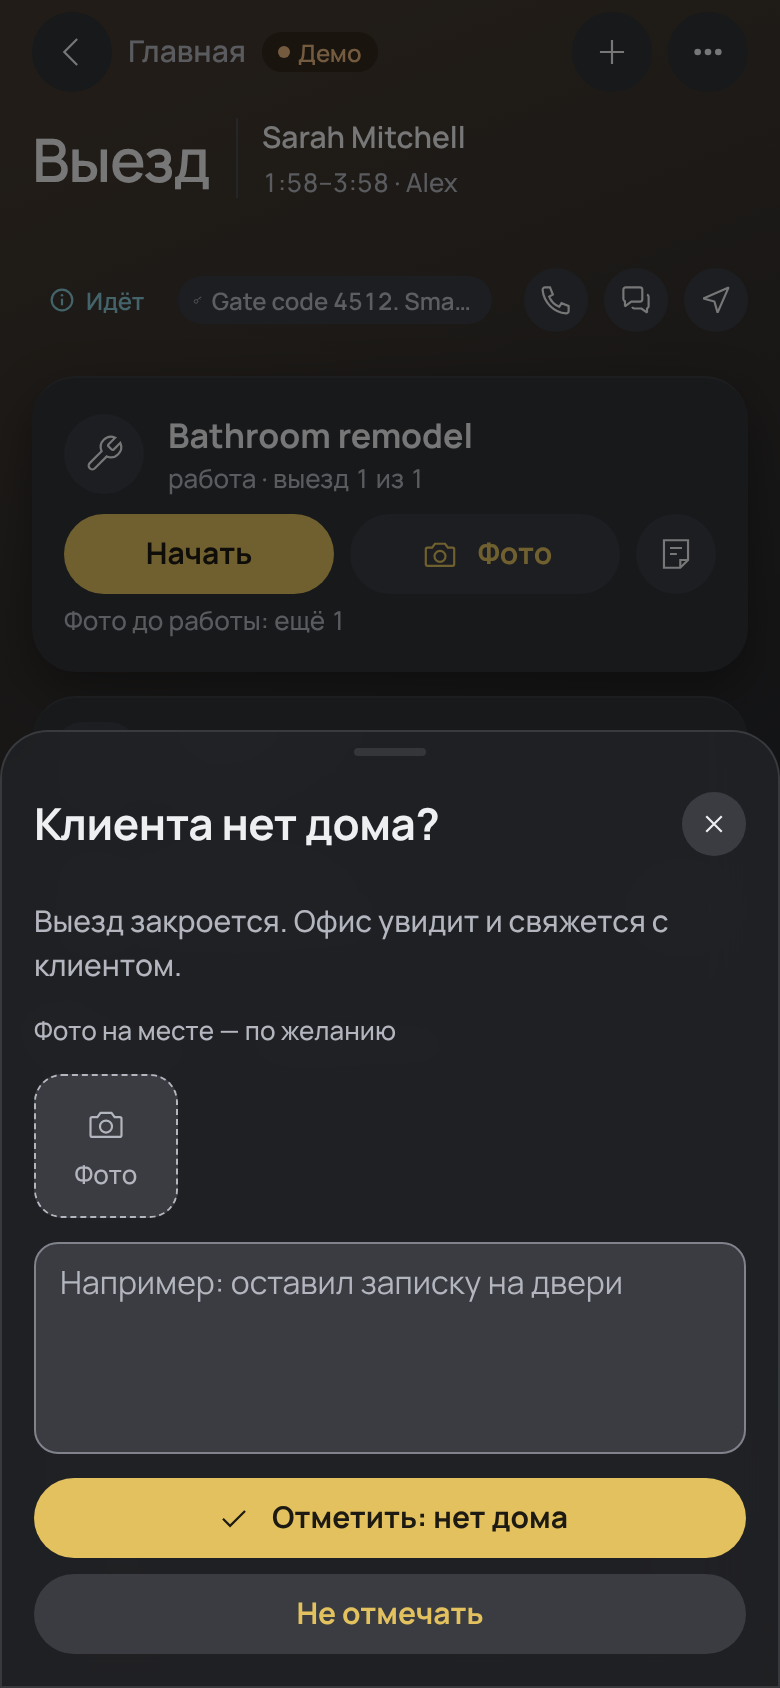 Главная
Демо
Выезд
Sarah Mitchell
1:58–3:58 · Alex
Идёт
Gate code 4512. Sma...
Bathroom remodel
работа · выезд 1 из 1
Начать
Фото
Фото до работы: ещё 1
Клиента нет дома?
Выезд закроется. Офис увидит и свяжется с
клиентом.
Фото на месте — по желанию
Фото
Например: оставил записку на двери
Отметить: нет дома
Не отмечать